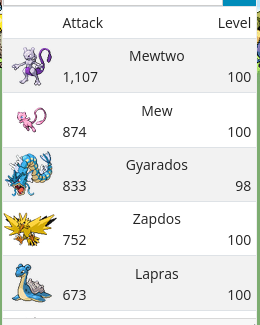 Attack Level
Mewtwo
1,107 100
Mew
874 100
Gyarados
833 98
Zapdos
752 100
Lapras
673 100